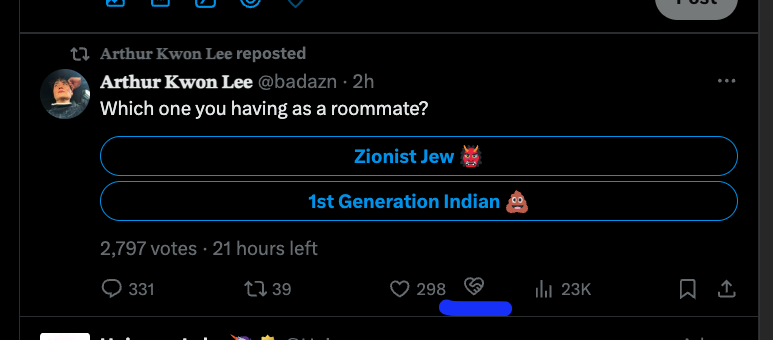 Post
Arthur Kwon Lee reposted
Arthur Kwon Lee @badazn · 2h
Which one you having as a roommate?
Zionist Jew 👹
1st Generation Indian 💩
2,797 votes · 21 hours left
331 39 298 23K